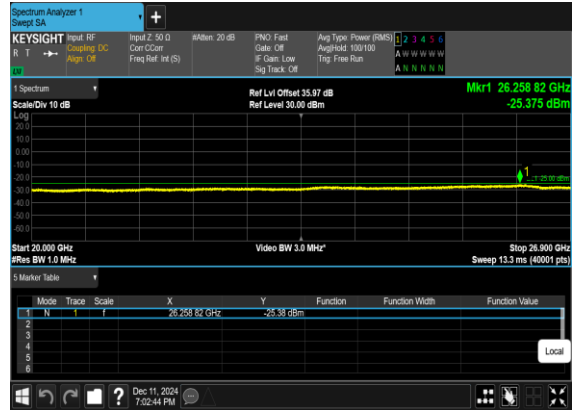 Spectrum Analyzer 1
Swept SA
+
KEYSIGHT Input: RF Input Z: 50 Ω #Atten: 20 dB PNO: Fast Avg Type: Power (RMS) 1 2 3 4 5 6
R T Coupling: DC Corr CCorr Gate: Off Avg|Hold: 100/100 A W W W W W
Align: Off Freq Ref: Int (S) IF Gain: Low Trig: Free Run
Sig Track: Off A N N N N N
1 Spectrum Ref Lvl Offset 35.97 dB Mkr1 26.258 82 GHz
Scale/Div 10 dB Ref Level 30.00 dBm -25.375 dBm
Log
20.0
10.0
0.00
-10.0
-20.0
-30.0
-40.0
-50.0
-60.0
1
-25.00 dBm
Start 20.000 GHz Video BW 3.0 MHz* Stop 26.900 GHz
#Res BW 1.0 MHz Sweep 13.3 ms (40001 pts)
5 Marker Table
Mode Trace Scale X Y Function Function Width Function Value
1 N 1 f 26.258 82 GHz -25.38 dBm
2
3
4
5
6
Local
? Dec 11, 2024
7:02:44 PM